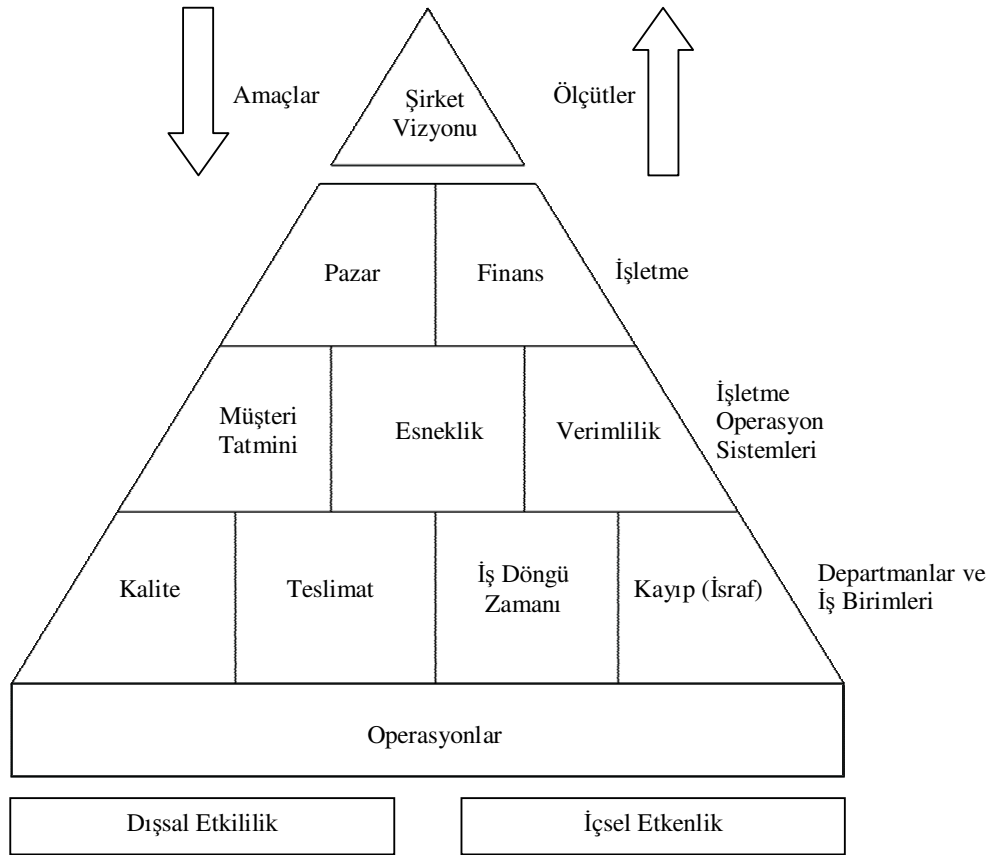 Amaçlar
Şirket
Vizyonu
Ölçütler
Pazar
Finans
İşletme
Müşteri
Tatmini
Esneklik
Verimlilik
İşletme
Operasyon
Sistemleri
Kalite
Teslimat
İş Döngü
Zamanı
Kayıp (İsraf)
Departmanlar ve
İş Birimleri
Operasyonlar
Dışsal Etkililik
İçsel Etkenlik